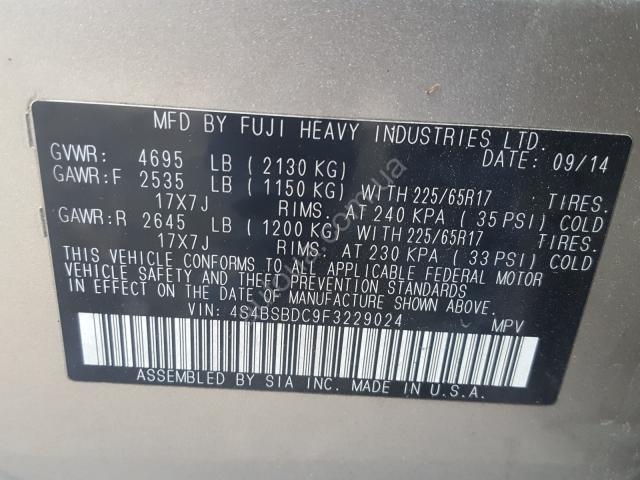 MFD BY FUJI HEAVY INDUSTRIES LTD.
GVWR: 4695 LB ( 2130 KG) DATE: 09/14
GAWR:F 2535 LB ( 1150 KG) WITH 225/65R17 TIRES.
17X7J RIMS. AT 240 KPA ( 35 PSI) COLD
GAWR:R 2645 LB ( 1200 KG) WITH 225/65R17 TIRES.
17X7J RIMS. AT 230 KPA ( 33 PSI) COLD
THIS VEHICLE CONFORMS TO ALL APPLICABLE FEDERAL MOTOR
VEHICLE SAFETY AND THEFT PREVENTION STANDARDS
IN EFFECT ON THE DATE OF MANUFACTURE SHOWN ABOVE.
VIN: 4S4BSBDC9F3229024 MPV
ASSEMBLED BY SIA INC. MADE IN U.S.A.